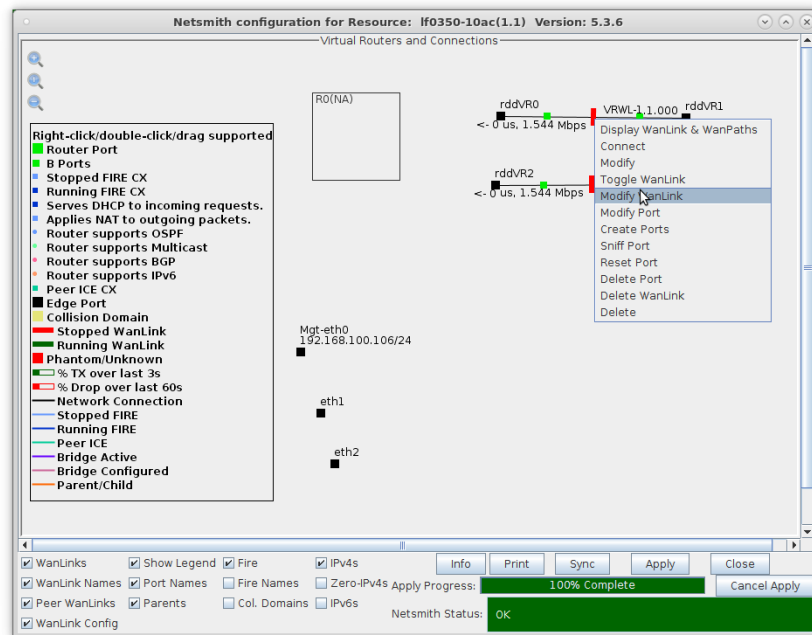 Netsmith configuration for Resource: lf0350-10ac(1.1) Version: 5.3.6
Virtual Routers and Connections
R0(NA)
rddVR0
VRWL-1.1.000
rddVR1
<- 0 us, 1.544 Mbps
rddVR2
<- 0 us, 1.544 Mbps
Display WanLink & WanPaths
Connect
Modify
Toggle WanLink
Modify WanLink
Modify Port
Create Ports
Sniff Port
Reset Port
Delete Port
Delete WanLink
Delete
Right-click/double-click/drag supported
Router Port
B Ports
Stopped FIRE CX
Running FIRE CX
Serves DHCP to incoming requests.
Applies NAT to outgoing packets.
Router supports OSPF
Router supports Multicast
Router supports BGP
Router supports IPv6
Peer ICE CX
Edge Port
Collision Domain
Stopped WanLink
Running WanLink
Phantom/Unknown
% TX over last 3s
% Drop over last 60s
Network Connection
Stopped FIRE
Running FIRE
Peer ICE
Bridge Active
Bridge Configured
Parent/Child
Mgt-eth0
192.168.100.106/24
eth1
eth2
WanLinks
Show Legend
Fire
IPv4s
Info
Print
Sync
Apply
Close
WanLink Names
Port Names
Fire Names
Zero-IPv4s
Apply Progress:
100% Complete
Cancel Apply
Peer WanLinks
Parents
Col. Domains
IPv6s
Netsmith Status:
OK
WanLink Config